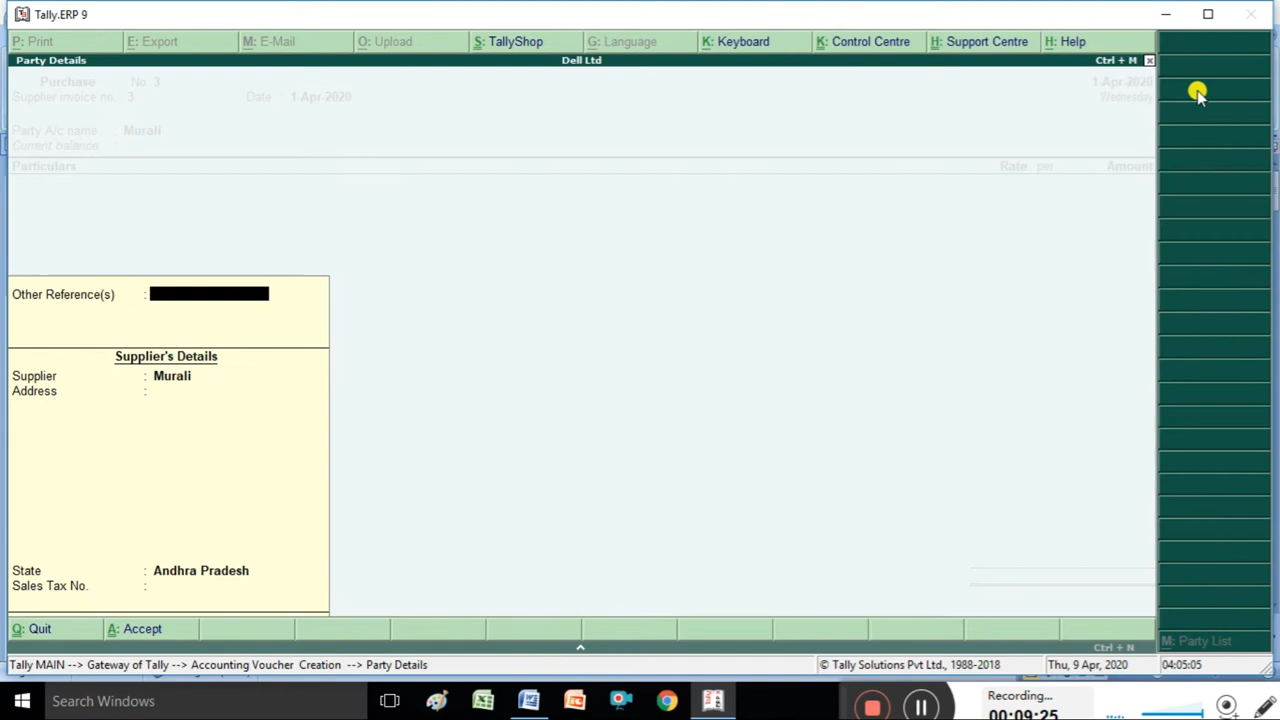 Tally.ERP 9
P: Print E: Export M: E-Mail O: Upload S: TallyShop G: Language K: Keyboard K: Control Centre H: Support Centre H: Help
Party Details Dell Ltd Ctrl + M
Purchase No. 3 1-Apr-2020
Supplier invoice no. 3 Date : 1-Apr-2020 Wednesday
Party A/c name : Murali
Current balance :
Particulars Rate per Amount
Other Reference(s) :
Supplier's Details
Supplier : Murali
Address :
State : Andhra Pradesh
Sales Tax No. :
Q: Quit A: Accept
M: Party List
Ctrl + N
Tally MAIN --> Gateway of Tally --> Accounting Voucher Creation --> Party Details © Tally Solutions Pvt Ltd., 1988-2018 Thu, 9 Apr, 2020 04:05:05
Search Windows
Recording...
00:09:25